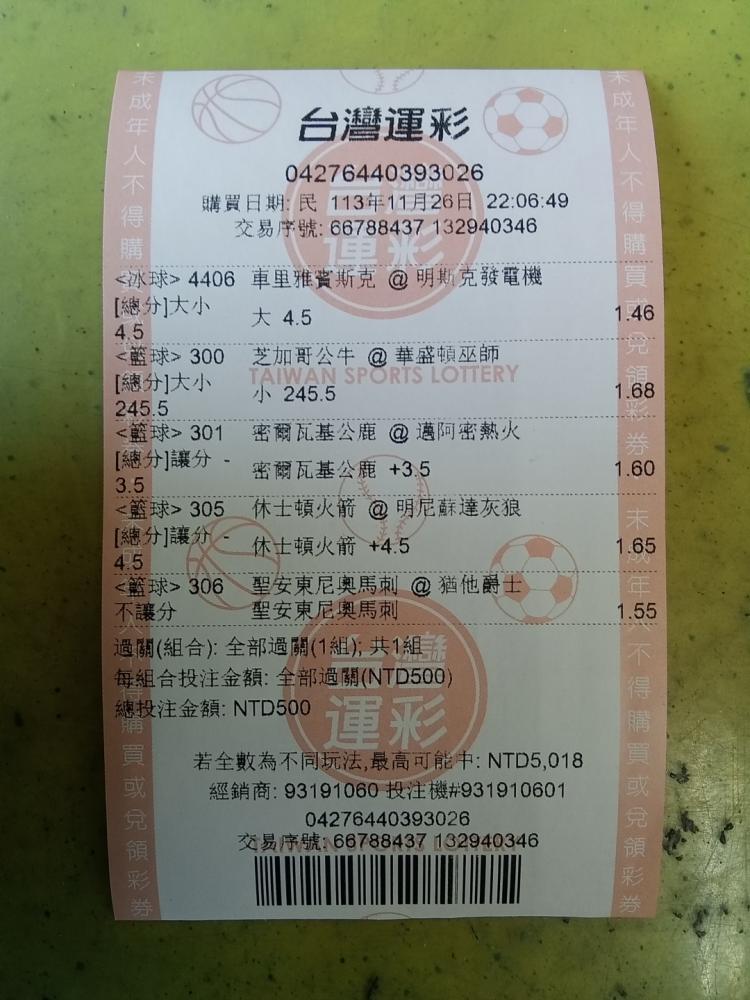 台灣運彩
04276440393026
購買日期: 民 113年11月26日 22:06:49
交易序號: 66788437 132940346
<冰球> 4406 車里雅賓斯克 @ 明斯克發電機
[總分]大小 4.5 大 4.5 1.46
<籃球> 300 芝加哥公牛 @ 華盛頓巫師
TAIWAN SPORTS LOTTERY
[總分]大小 245.5 小 245.5 1.68
<籃球> 301 密爾瓦基公鹿 @ 邁阿密熱火
[總分]讓分 - 3.5 密爾瓦基公鹿 +3.5 1.60
<籃球> 305 休士頓火箭 @ 明尼蘇達灰狼
[總分]讓分 - 4.5 休士頓火箭 +4.5 1.65
<籃球> 306 聖安東尼奧馬刺 @ 猶他爵士
不讓分 聖安東尼奧馬刺 1.55
過關(組合): 全部過關(1組); 共1組
每組合投注金額: 全部過關(NTD500)
總投注金額: NTD500
若全數為不同玩法,最高可能中: NTD5,018
經銷商: 93191060 投注機#931910601
04276440393026
交易序號: 66788437 132940346
未成年人不得購買或兌領彩券
未成年人不得購買或兌領彩券
台灣運彩
台灣運彩